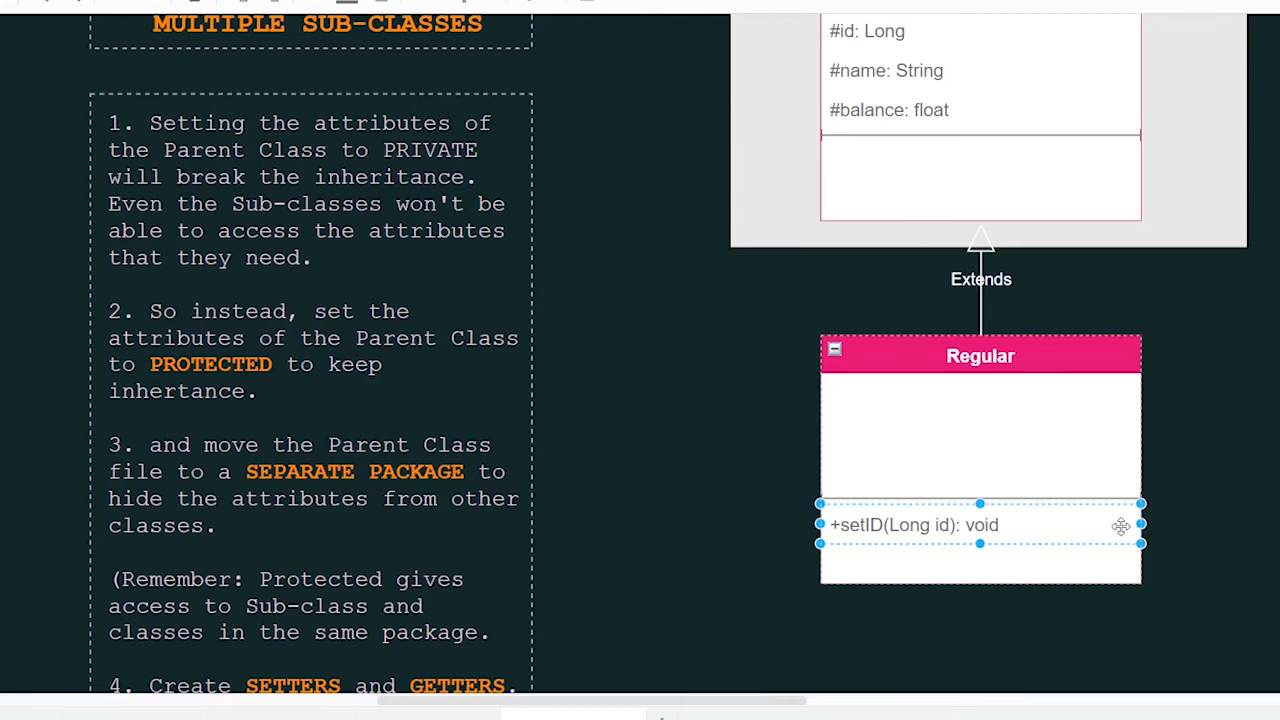 MULTIPLE SUB-CLASSES
1. Setting the attributes of
the Parent Class to PRIVATE
will break the inheritance.
Even the Sub-classes won't be
able to access the attributes
that they need.
2. So instead, set the
attributes of the Parent Class
to PROTECTED to keep
inhertance.
3. and move the Parent Class
file to a SEPARATE PACKAGE to
hide the attributes from other
classes.
(Remember: Protected gives
access to Sub-class and
classes in the same package.
4. Create SETTERS and GETTERS.
#id: Long
#name: String
#balance: float
Extends
Regular
+setID(Long id): void